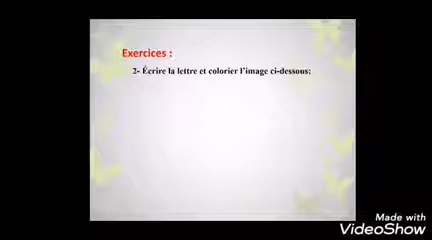 Exercices :
2- Écrire la lettre et colorier l'image ci-dessous;
Made with
VideoShow